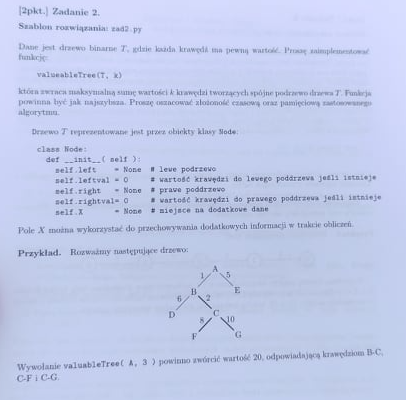 [2pkt.] Zadanie 2.
Szablon rozwiązania: zad2.py
Dane jest drzewo binarne T, gdzie każda krawędź ma pewną wartość. Proszę zaimplementować
funkcję:
valueableTree(T, k)
która zwraca maksymalną sumę wartości k krawędzi tworzących spójne poddrzewo drzewa T. Funkcja
powinna być jak najszybsza. Proszę oszacować złożoność czasową oraz pamięciową zastosowanego
algorytmu.
Drzewo T reprezentowane jest przez obiekty klasy Node:
class Node:
def __init__( self ):
self.left = None # lewe poddrzewo
self.leftval = 0 # wartość krawędzi do lewego poddrzewa jeśli istnieje
self.right = None # prawe poddrzewo
self.rightval= 0 # wartość krawędzi do prawego poddrzewa jeśli istnieje
self.X = None # miejsce na dodatkowe dane
Pole X można wykorzystać do przechowywania dodatkowych informacji w trakcie obliczeń.
Przykład. Rozważmy następujące drzewo:
A
1 5
B E
6 2
D C
8 10
F G
Wywołanie valuableTree( A, 3 ) powinno zwrócić wartość 20, odpowiadającą krawędziom B-C,
C-F i C-G.